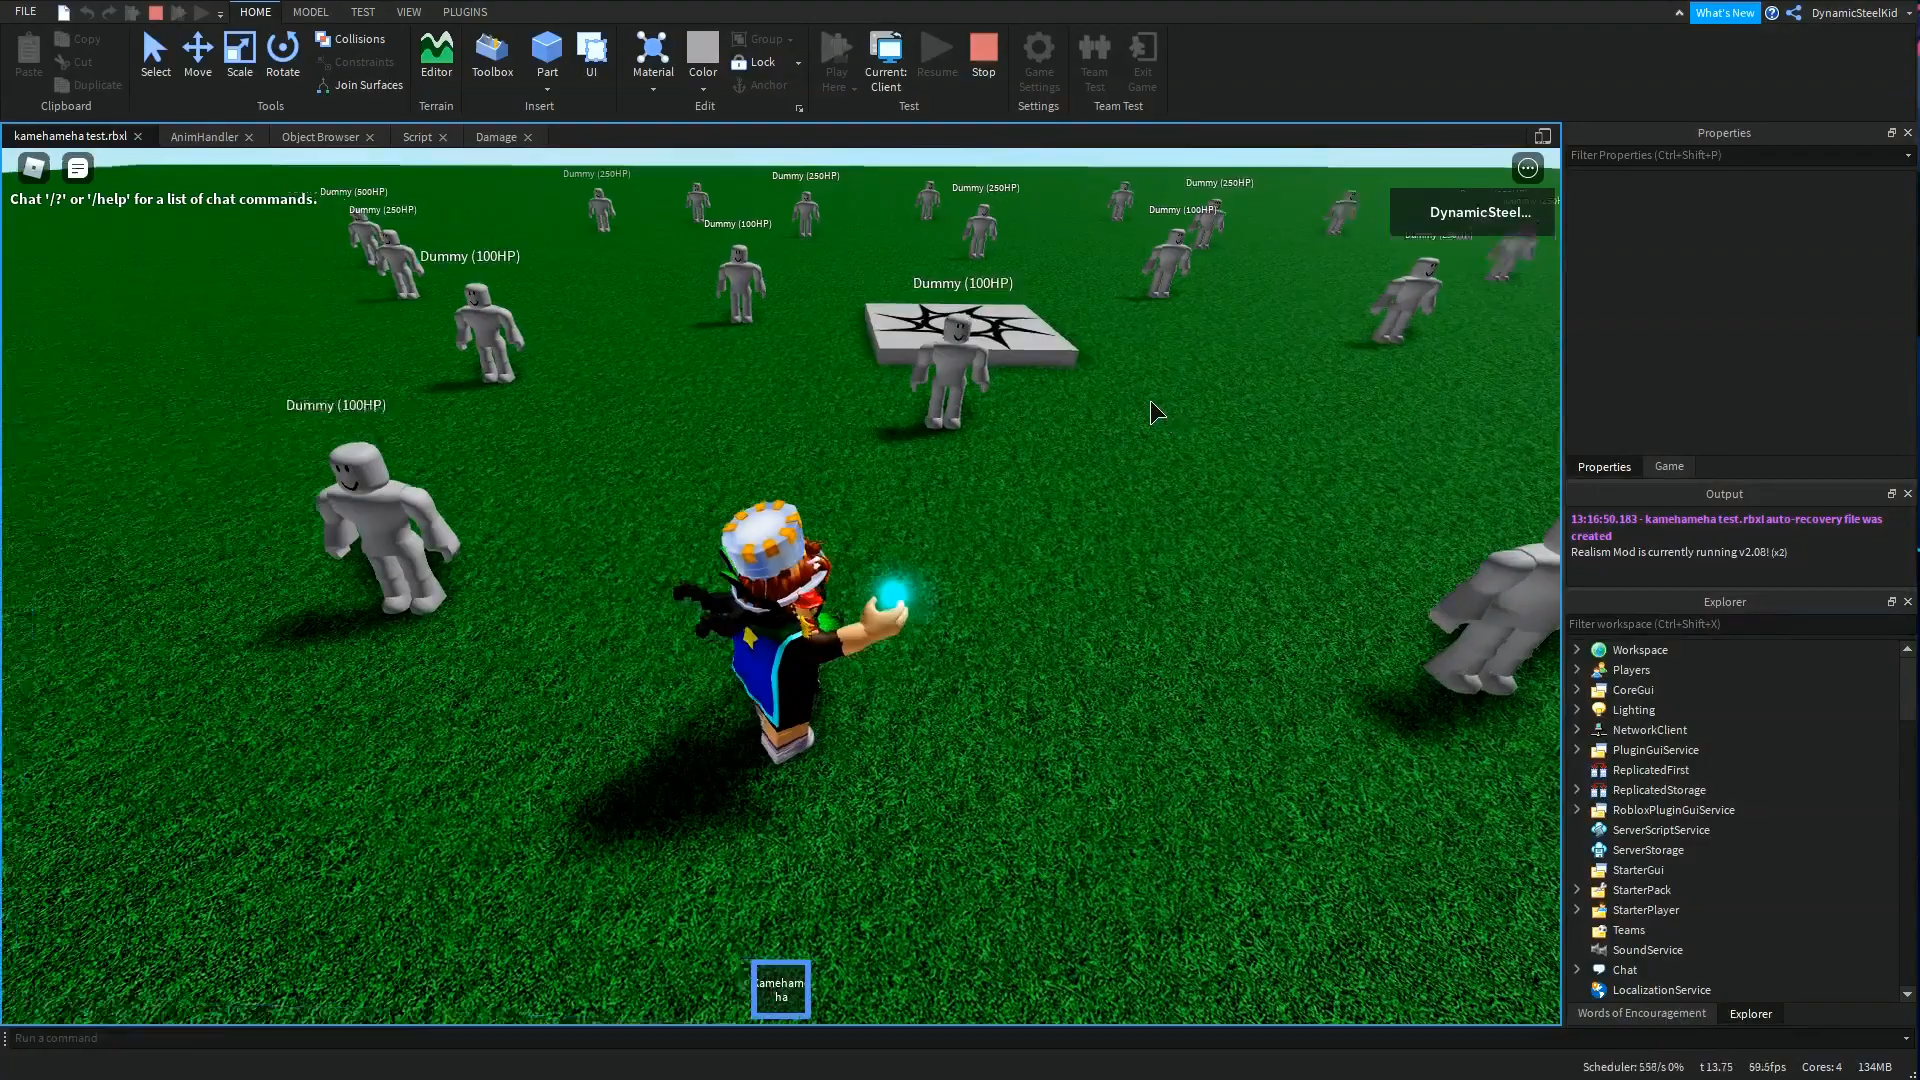 FILE
HOME
MODEL
TEST
VIEW
PLUGINS
What's New
DynamicSteelKid
Paste
Copy
Cut
Duplicate
Clipboard
Select
Move
Scale
Rotate
Collisions
Constraints
Join Surfaces
Tools
Editor
Terrain
Toolbox
Part
UI
Insert
Material
Color
Group
Lock
Anchor
Edit
Play
Here
Current:
Client
Resume
Stop
Test
Game
Settings
Settings
Team
Test
Exit
Game
Team Test
kamehameha test.rbxl
AnimHandler
Object Browser
Script
Damage
Chat '/?' or '/help' for a list of chat commands.
Dummy (500HP)
Dummy (250HP)
Dummy (250HP)
Dummy (250HP)
Dummy (250HP)
Dummy (250HP)
Dummy (100HP)
Dummy (100HP)
Dummy (100HP)
Dummy (100HP)
Dummy (100HP)
DynamicSteel...
Kameham
ha
Properties
Filter Properties (Ctrl+Shift+P)
Properties
Game
Output
13:16:50.183 - kamehameha test.rbxl auto-recovery file was
created
Realism Mod is currently running v2.08! (x2)
Explorer
Filter workspace (Ctrl+Shift+X)
Workspace
Players
CoreGui
Lighting
NetworkClient
PluginGuiService
ReplicatedFirst
ReplicatedStorage
RobloxPluginGuiService
ServerScriptService
ServerStorage
StarterGui
StarterPack
StarterPlayer
Teams
SoundService
Chat
LocalizationService
Words of Encouragement
Explorer
Run a command
Scheduler: 558/s 0%
t 13.75
69.5fps
Cores: 4
134MB